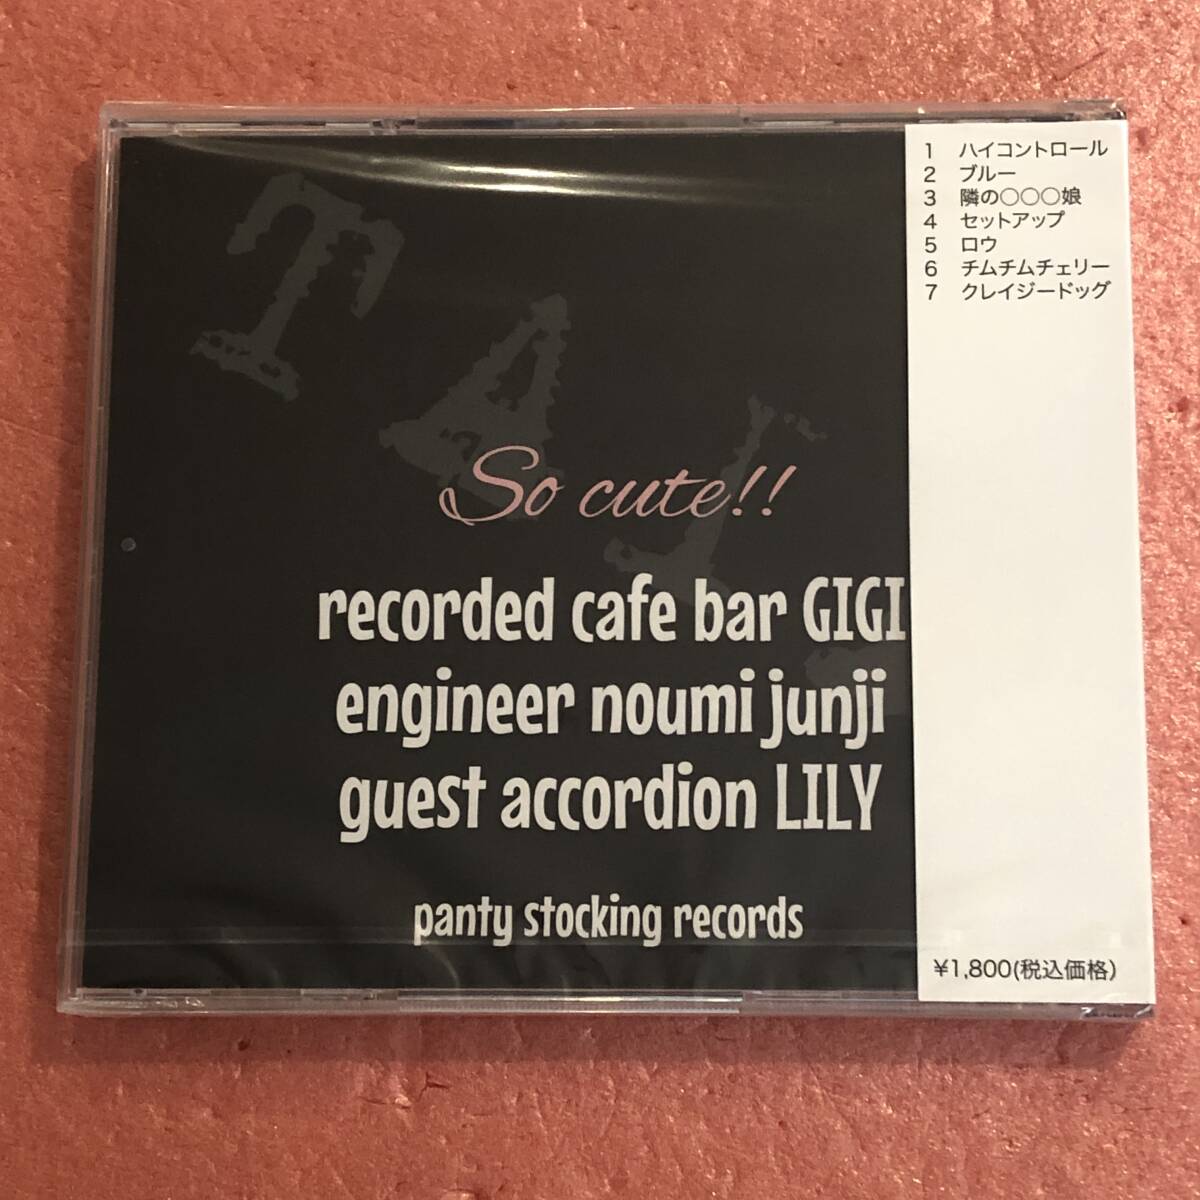 1 ハイコントロール
2 ブルー
3 隣の〇〇〇娘
4 セットアップ
5 ロウ
6 チムチムチェリー
7 クレイジードッグ
So cute!!
recorded cafe bar GIGI
engineer noumi junji
guest accordion LILY
panty stocking records
¥1,800(税込価格)